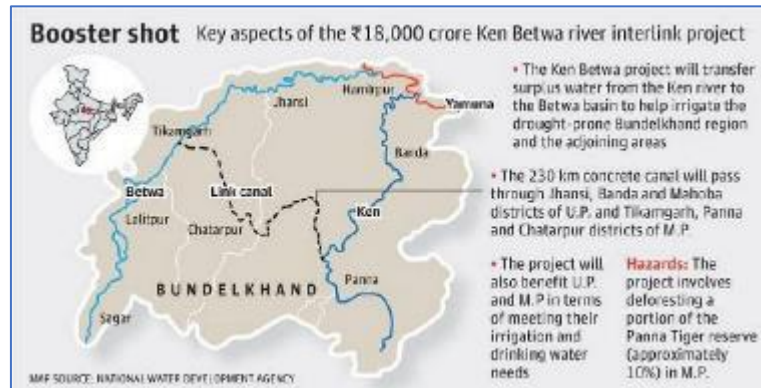 Booster shot Key aspects of the ₹18,000 crore Ken Betwa river interlink project
• The Ken Betwa project will transfer
surplus water from the Ken river to
the Betwa basin to help irrigate the
drought-prone Bundelkhand region
and the adjoining areas
• The 230 km concrete canal will pass
through Jhansi, Banda and Mahoba
districts of U.P. and Tikamgarh, Panna
and Chatarpur districts of M.P.
• The project will
also benefit U.P.
and M.P in terms
of meeting their
irrigation and
drinking water
needs
Hazards: The
project involves
deforesting a
portion of the
Panna Tiger reserve
(approximately
10%) in M.P.
Hamirpur
Yamuna
Jhansi
Tikamgarh
Banda
Betwa
Link canal
Lalitpur
Ken
Chatarpur
Panna
BUNDELKHAND
Sagar
MAP SOURCE: NATIONAL WATER DEVELOPMENT AGENCY